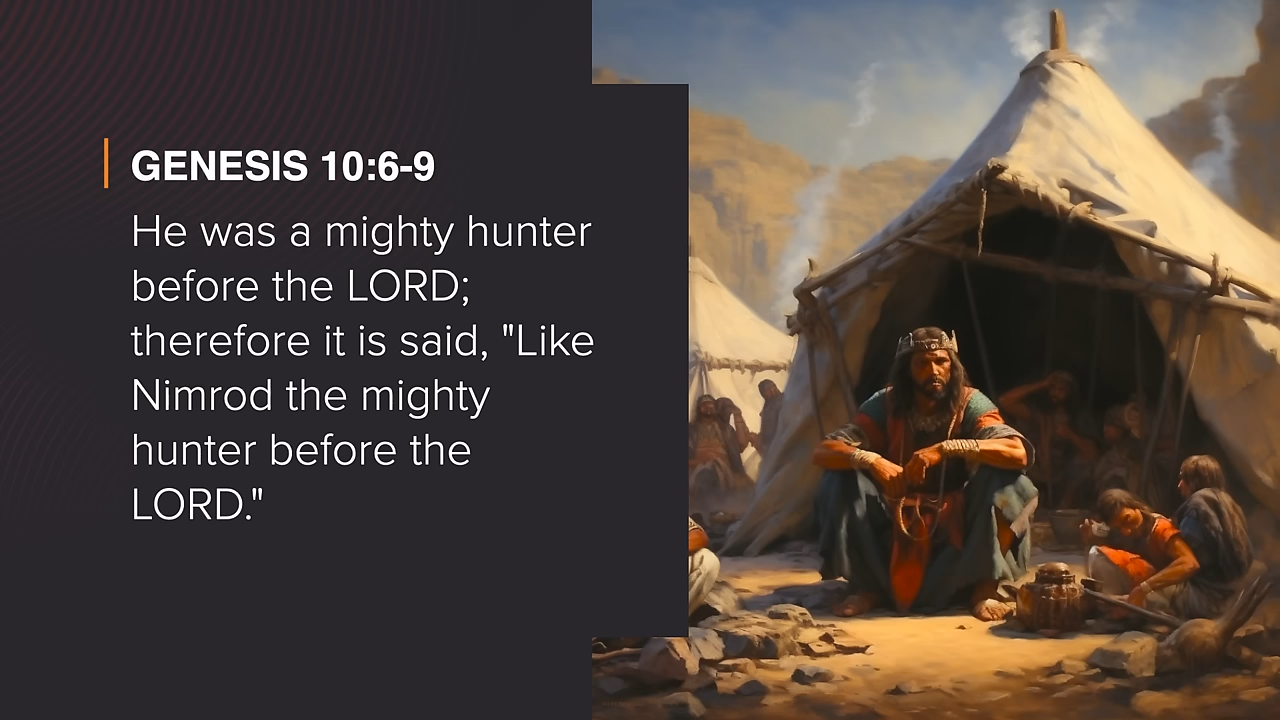 GENESIS 10:6-9
He was a mighty hunter
before the LORD;
therefore it is said, "Like
Nimrod the mighty
hunter before the
LORD."